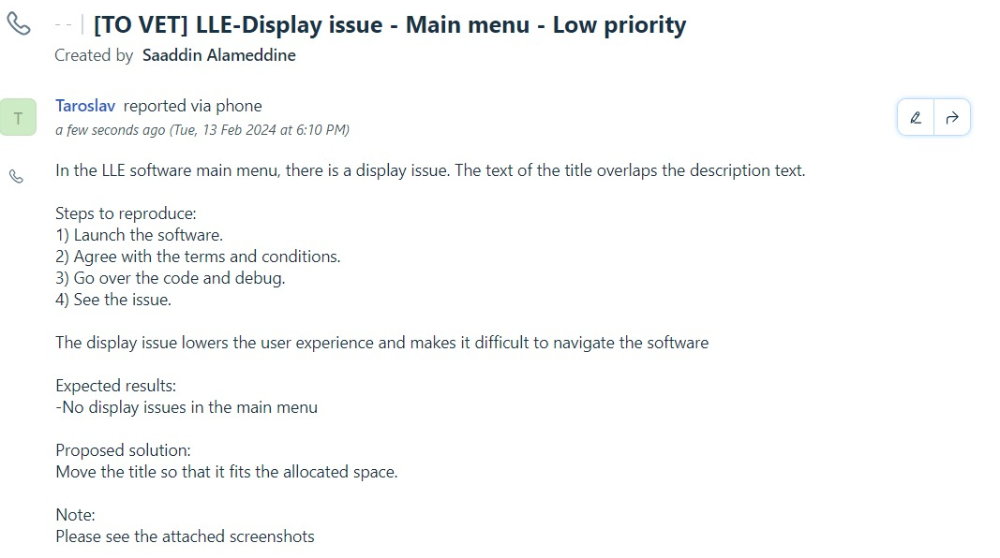 -- | [TO VET] LLE-Display issue - Main menu - Low priority
Created by Saaddin Alameddine
T
Taroslav reported via phone
a few seconds ago (Tue, 13 Feb 2024 at 6:10 PM)
In the LLE software main menu, there is a display issue. The text of the title overlaps the description text.
Steps to reproduce:
1) Launch the software.
2) Agree with the terms and conditions.
3) Go over the code and debug.
4) See the issue.
The display issue lowers the user experience and makes it difficult to navigate the software
Expected results:
-No display issues in the main menu
Proposed solution:
Move the title so that it fits the allocated space.
Note:
Please see the attached screenshots